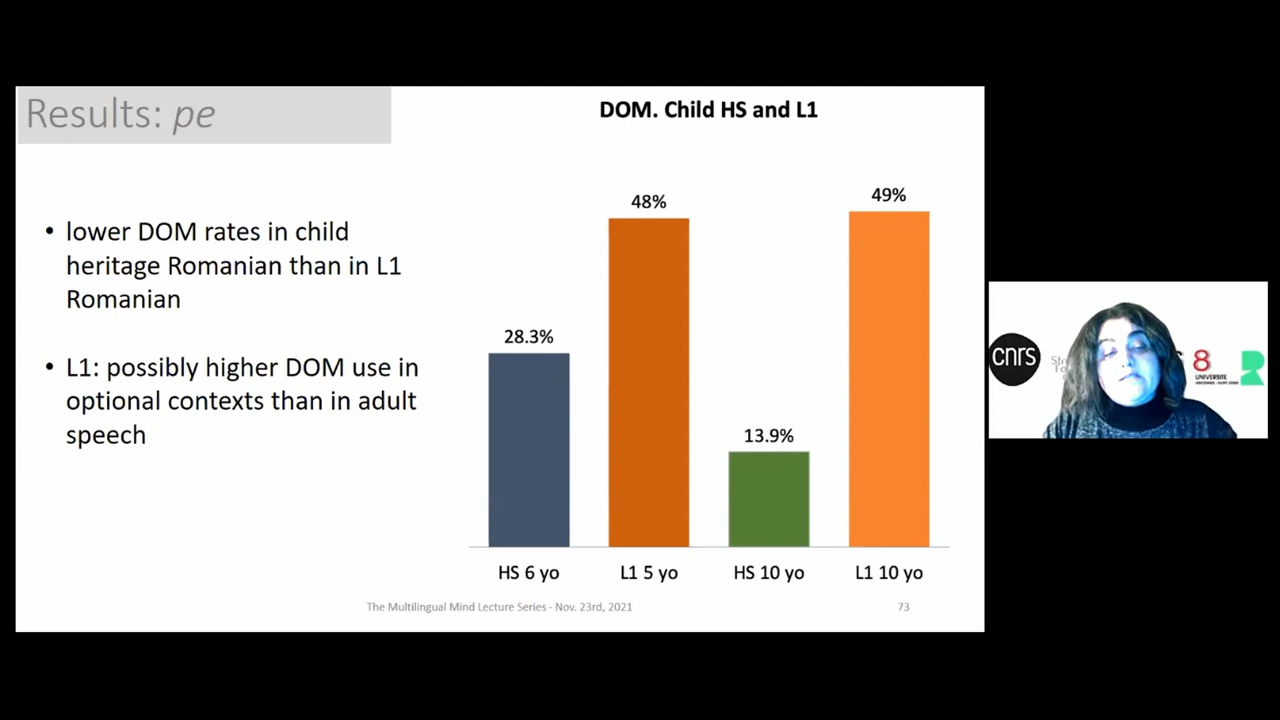 Results: pe
DOM. Child HS and L1
• lower DOM rates in child
heritage Romanian than in L1
Romanian
• L1: possibly higher DOM use in
optional contexts than in adult
speech
28.3%
48%
13.9%
49%
HS 6 yo
L1 5 yo
HS 10 yo
L1 10 yo
The Multilingual Mind Lecture Series - Nov. 23rd, 2021
73
cnrs
8
UNIVERSITE